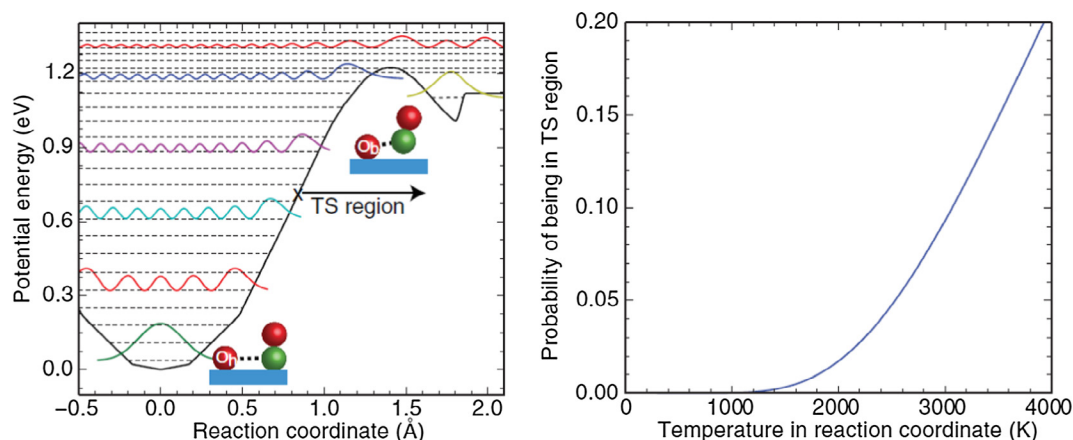 Potential energy (eV)
1.2
0.9
0.6
0.3
0.0
−0.5
0.0
0.5
1.0
1.5
2.0
Reaction coordinate (Å)
Ob
X
TS region
Oh
Probability of being in TS region
0.20
0.15
0.10
0.05
0.00
0
1000
2000
3000
4000
Temperature in reaction coordinate (K)